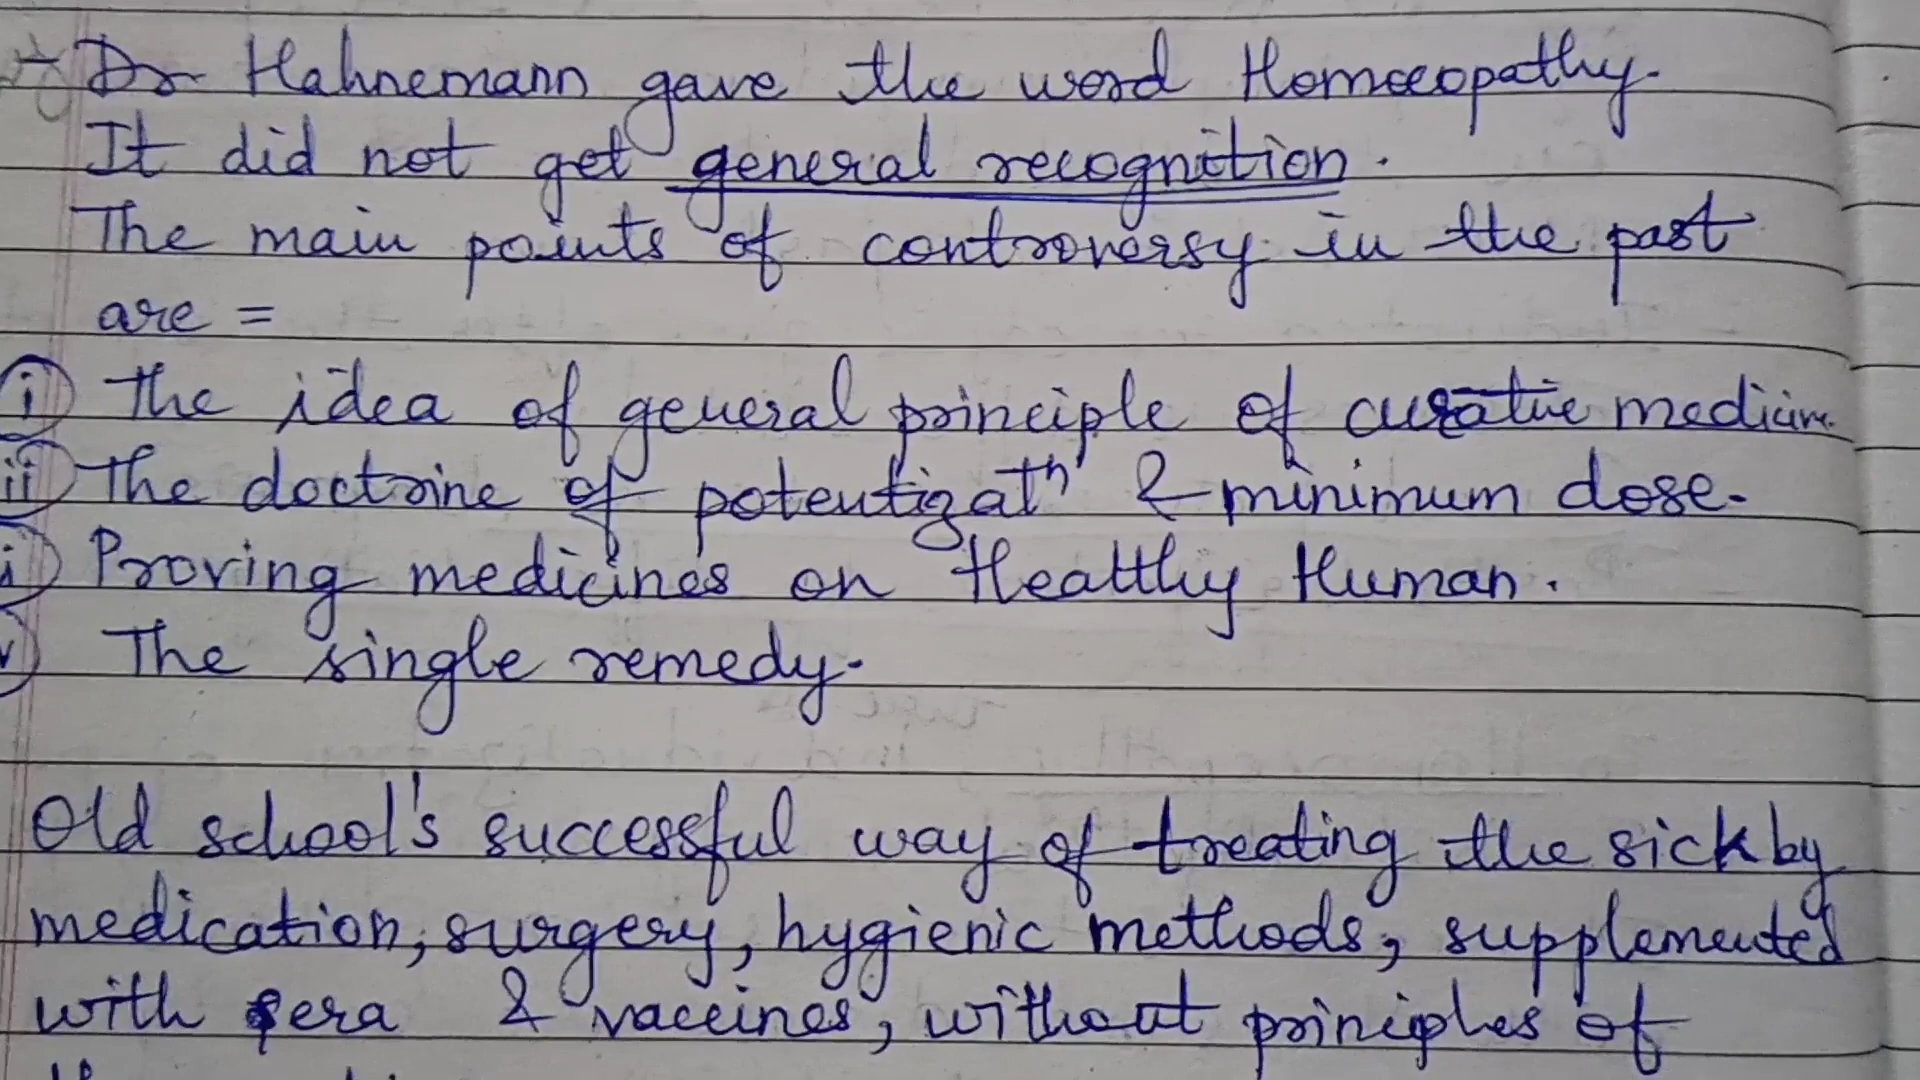 Dr Hahnemann gave the word Homoeopathy.
It did not get general recognition.
The main points of controversy in the past
are =
i) The idea of general principle of curative medicine.
ii) The doctrine of potentizatn & minimum dose.
Proving medicines on Healthy Human.
The single remedy.
Old school's successful way of treating the sick by
medication, surgery, hygienic methods, supplemented
with sera & vaccines, without principles of